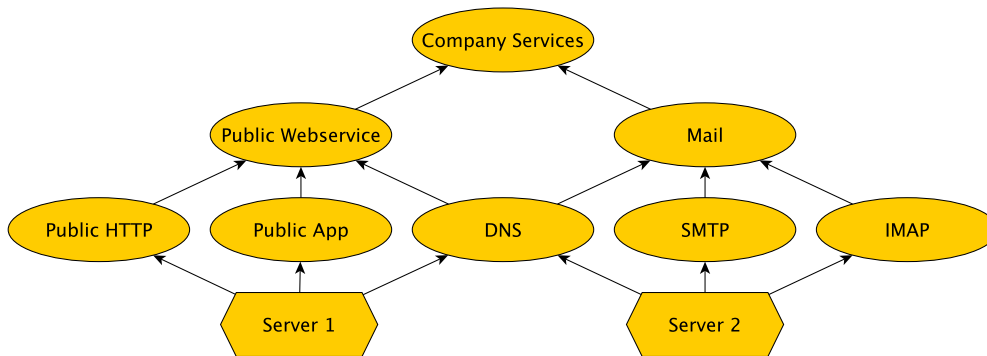 Company Services
Public Webservice
Mail
Public HTTP
Public App
DNS
SMTP
IMAP
Server 1
Server 2